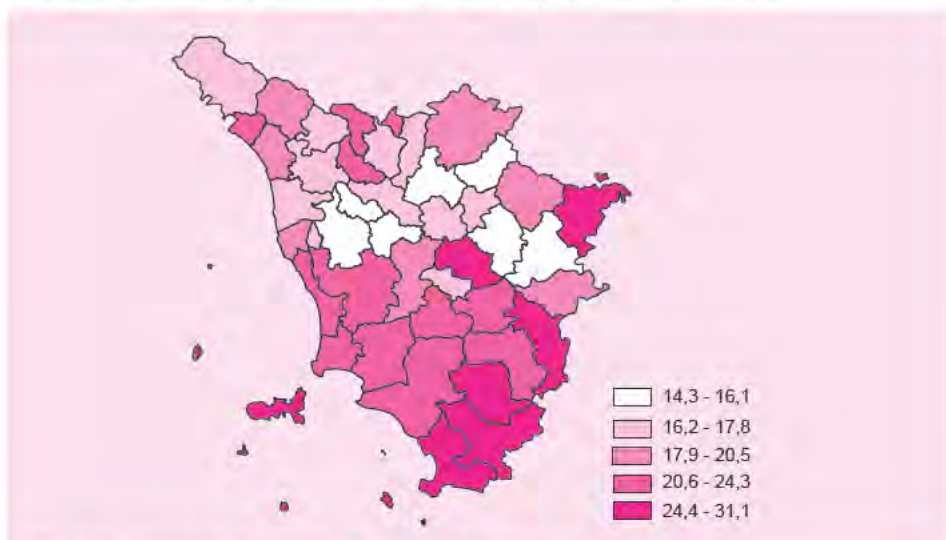 14,3 - 16,1
16,2 - 17,8
17,9 - 20,5
20,6 - 24,3
24,4 - 31,1